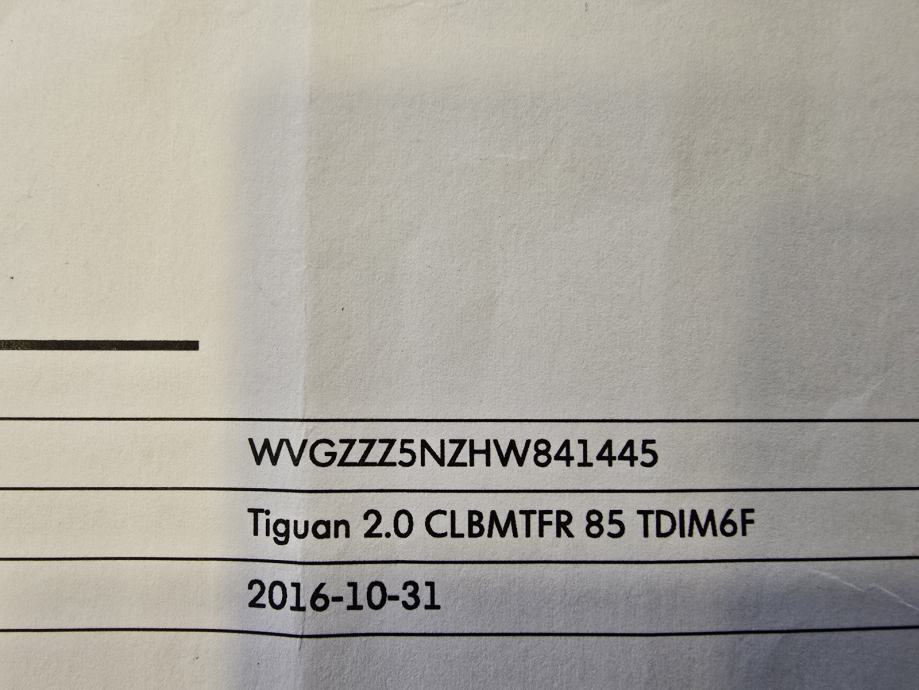 WVGZZZ5NZHW841445
Tiguan 2.0 CLBMTFR 85 TDIM6F
2016-10-31